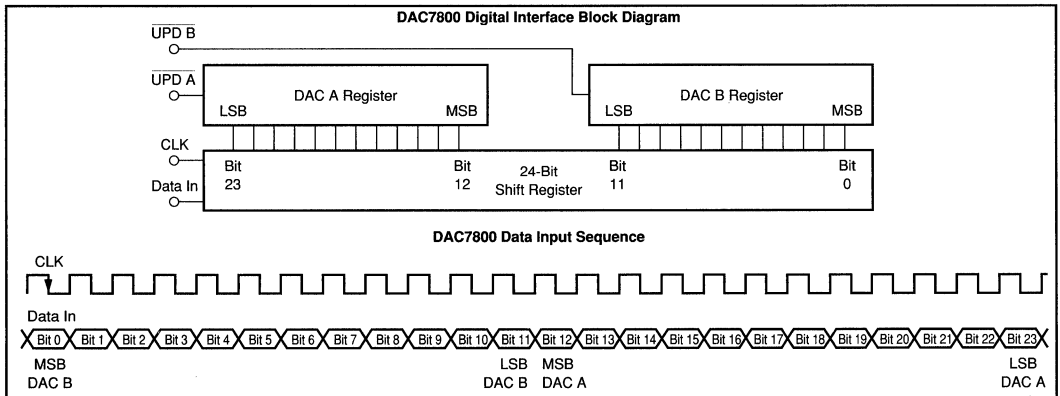 DAC7800 Digital Interface Block Diagram
UPD B
UPD A
DAC A Register
LSB
MSB
DAC B Register
LSB
MSB
CLK
Data In
Bit
23
Bit
12
24-Bit
Shift Register
Bit
11
Bit
0
DAC7800 Data Input Sequence
CLK
Data In
Bit 0 Bit 1 Bit 2 Bit 3 Bit 4 Bit 5 Bit 6 Bit 7 Bit 8 Bit 9 Bit 10 Bit 11 Bit 12 Bit 13 Bit 14 Bit 15 Bit 16 Bit 17 Bit 18 Bit 19 Bit 20 Bit 21 Bit 22 Bit 23
MSB LSB MSB LSB
DAC B DAC B DAC A DAC A